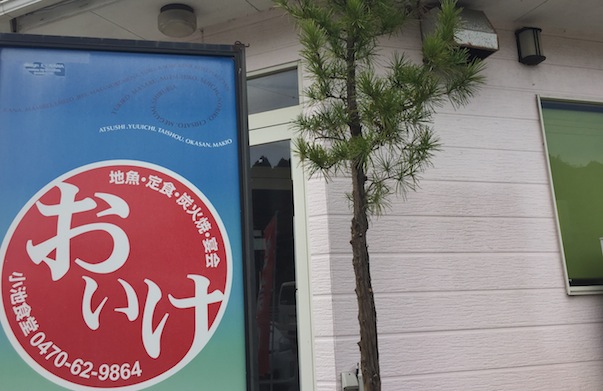 ATSUSHI, YUUICHI, TAISHOU, OKASAN, MAKIO
地魚・定食・炭火焼・宴会
おいけ
小池食堂 0470-62-9864